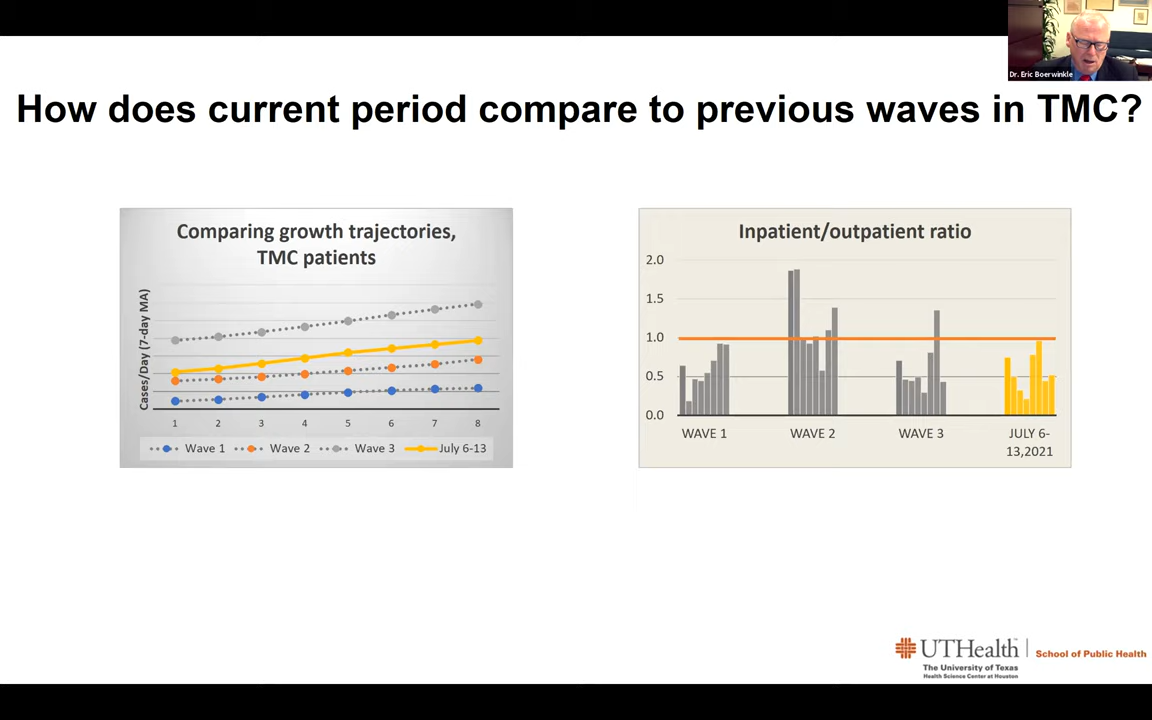 Dr. Eric Boerwinkle
How does current period compare to previous waves in TMC?
Comparing growth trajectories,
TMC patients
Cases/Day (7-day MA)
1 2 3 4 5 6 7 8
Wave 1 Wave 2 Wave 3 July 6-13
Inpatient/outpatient ratio
2.0
1.5
1.0
0.5
0.0
WAVE 1 WAVE 2 WAVE 3 JULY 6-
13,2021
UTHealth School of Public Health
The University of Texas
Health Science Center at Houston